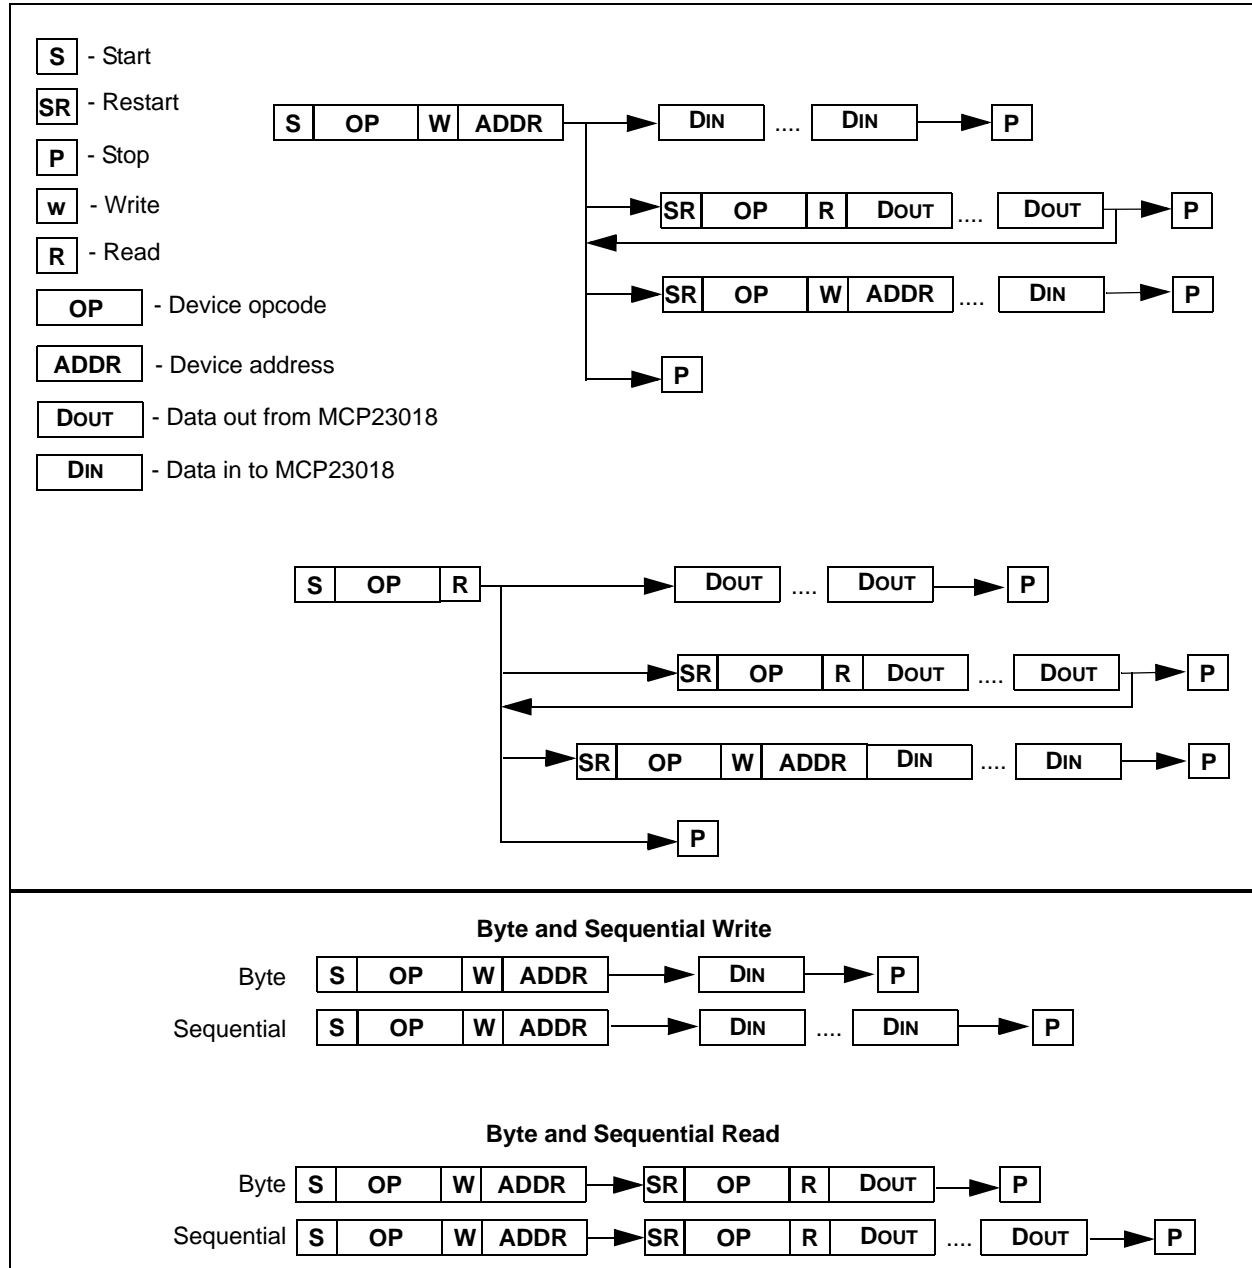 S - Start
SR - Restart
P - Stop
w - Write
R - Read
OP - Device opcode
ADDR - Device address
DOUT - Data out from MCP23018
DIN - Data in to MCP23018
S OP W ADDR DIN .... DIN P
SR OP R DOUT .... DOUT P
SR OP W ADDR .... DIN P
P
S OP R DOUT .... DOUT P
SR OP R DOUT .... DOUT P
SR OP W ADDR DIN .... DIN P
P
Byte and Sequential Write
Byte S OP W ADDR DIN P
Sequential S OP W ADDR DIN .... DIN P
Byte and Sequential Read
Byte S OP W ADDR SR OP R DOUT P
Sequential S OP W ADDR SR OP R DOUT .... DOUT P